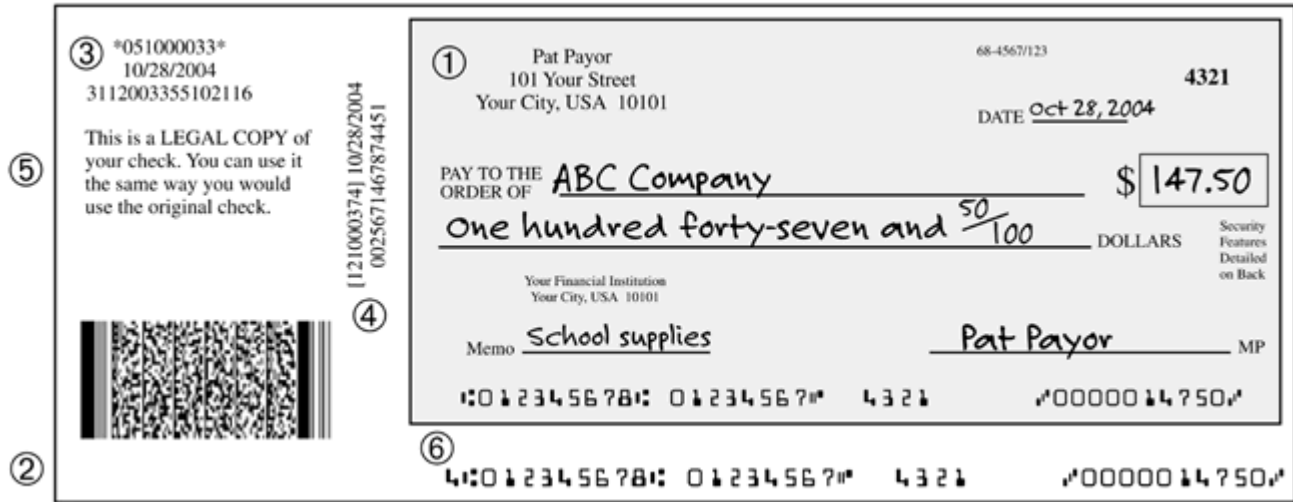 ③ *051000033*
10/28/2004
3112003355102116
This is a LEGAL COPY of
your check. You can use it
the same way you would
use the original check.
⑤
[121000374] 10/28/2004
0025671467874451
④
②
① Pat Payor
101 Your Street
Your City, USA 10101
68-4567/123
4321
DATE Oct 28, 2004
PAY TO THE
ORDER OF ABC Company $ 147.50
One hundred forty-seven and 50/100 DOLLARS
Security
Features
Detailed
on Back
Your Financial Institution
Your City, USA 10101
Memo School supplies Pat Payor MP
⑆012345678⑆ 01234567⑈ 4321 ⑇0000014750⑇
⑥
4⑆012345678⑆ 01234567⑈ 4321 ⑇0000014750⑇